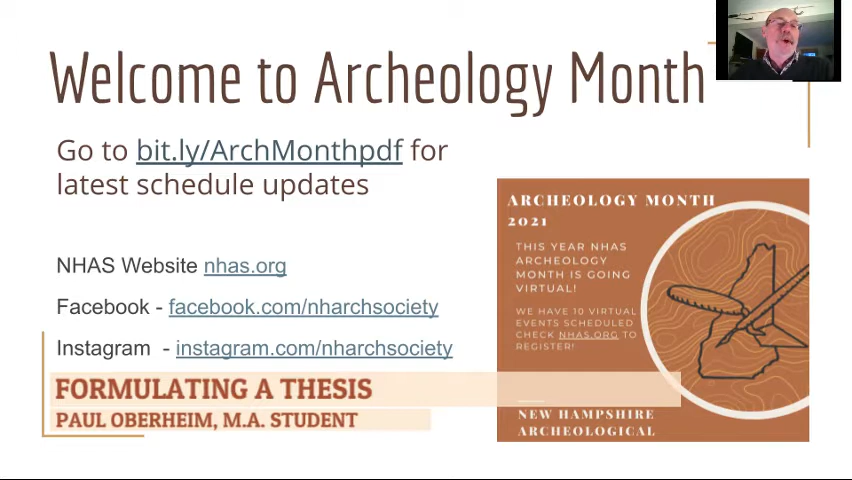 Welcome to Archeology Month
Go to bit.ly/ArchMonthpdf for
latest schedule updates
NHAS Website nhas.org
Facebook - facebook.com/nharchsociety
Instagram - instagram.com/nharchsociety
FORMULATING A THESIS
PAUL OBERHEIM, M.A. STUDENT
ARCHEOLOGY MONTH
2021
THIS YEAR NHAS
ARCHEOLOGY
MONTH IS GOING
VIRTUAL!
WE HAVE 10 VIRTUAL
EVENTS SCHEDULED
CHECK NHAS.ORG TO
REGISTER!
NEW HAMPSHIRE
ARCHEOLOGICAL